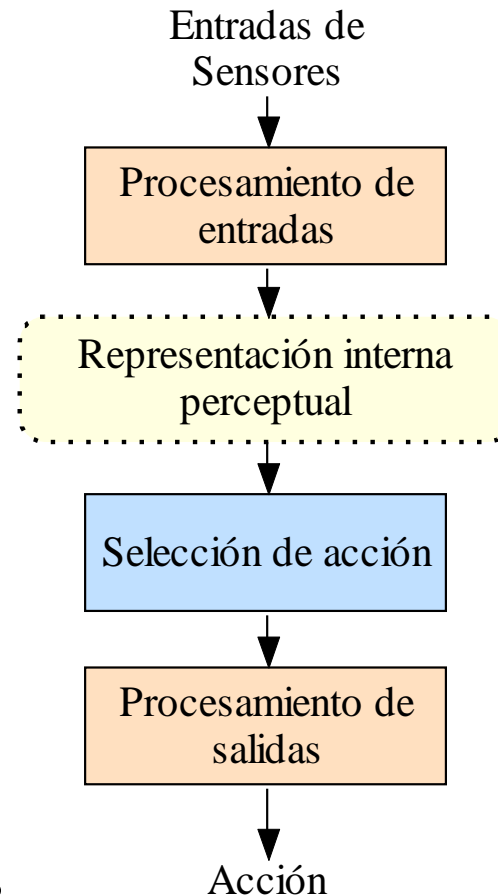 Entradas de
Sensores
Procesamiento de
entradas
Representación interna
perceptual
Selección de acción
Procesamiento de
salidas
Acción